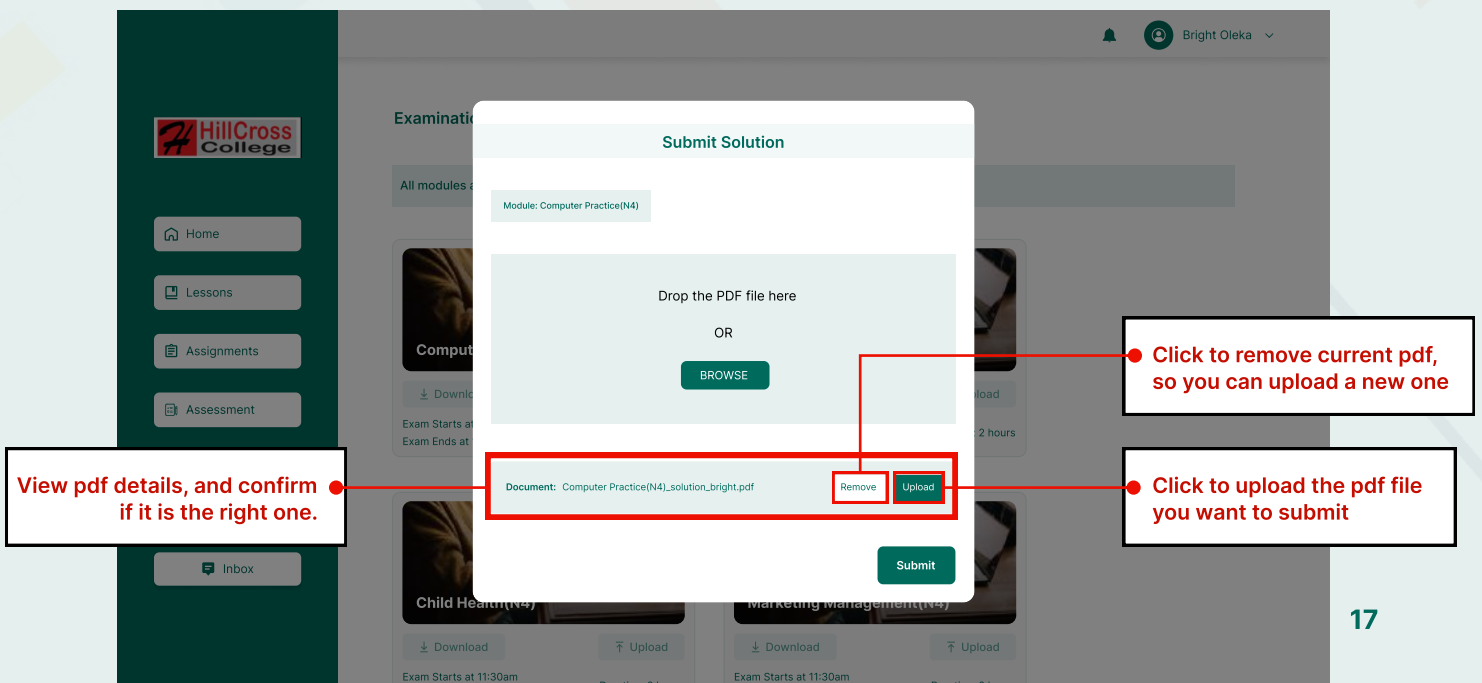 Bright Oleka
HillCross
College
Home
Lessons
Assignments
Assessment
Inbox
Examinatio
All modules a
Submit Solution
Module: Computer Practice(N4)
Drop the PDF file here
OR
BROWSE
Document: Computer Practice(N4)_solution_bright.pdf
Remove
Upload
Submit
Comput
Downlo
load
Exam Starts at
Exam Ends at
2 hours
View pdf details, and confirm
if it is the right one.
Click to remove current pdf,
so you can upload a new one
Click to upload the pdf file
you want to submit
Child Health(N4)
Marketing Management(N4)
Download
Upload
Download
Upload
Exam Starts at 11:30am
Exam Starts at 11:30am
17